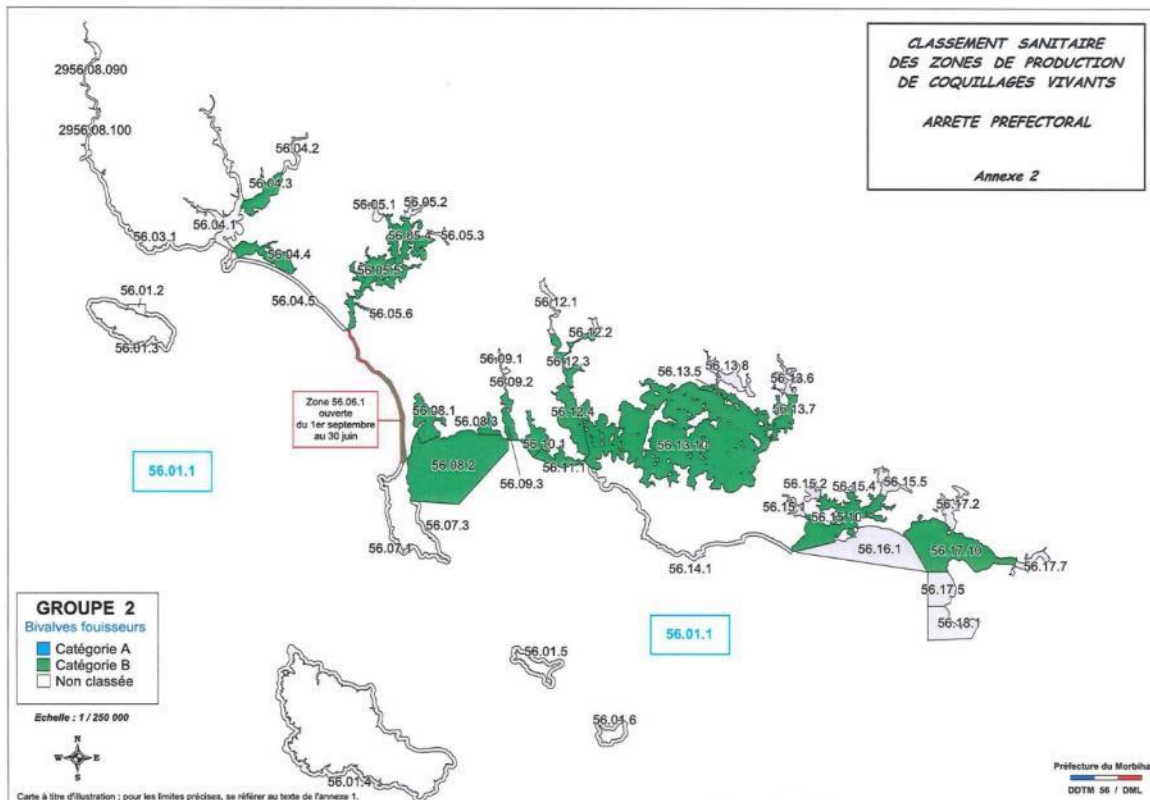 CLASSEMENT SANITAIRE
DES ZONES DE PRODUCTION
DE COQUILLAGES VIVANTS
ARRETE PREFECTORAL
Annexe 2
2956.08.090
2956.08.100
56.04.2
56.04.3
56.04.1
56.03.1
56.04.4
56.04.5
56.01.2
56.01.3
56.05.1
56.05.2
56.05.4
56.05.3
56.05.5
56.05.6
56.12.1
56.12.2
56.12.3
56.12.4
56.09.1
56.09.2
56.13.5
56.13.8
56.13.6
56.13.7
56.13.10
Zone 56.06.1
ouverte
du 1er septembre
au 30 juin
56.08.1
56.08.3
56.08.2
56.10.1
56.11.1
56.09.3
56.01.1
56.07.3
56.07.1
56.15.2
56.15.4
56.15.5
56.15.1
56.15.10
56.17.2
56.16.1
56.17.10
56.17.7
56.14.1
56.17.5
56.18.1
56.01.1
56.01.5
56.01.6
56.01.4
GROUPE 2
Bivalves fouisseurs
Catégorie A
Catégorie B
Non classée
Echelle : 1 / 250 000
N
W E
S
Carte à titre d'illustration ; pour les limites précises, se référer au texte de l'annexe 1.
Préfecture du Morbiha
DDTM 56 / DML